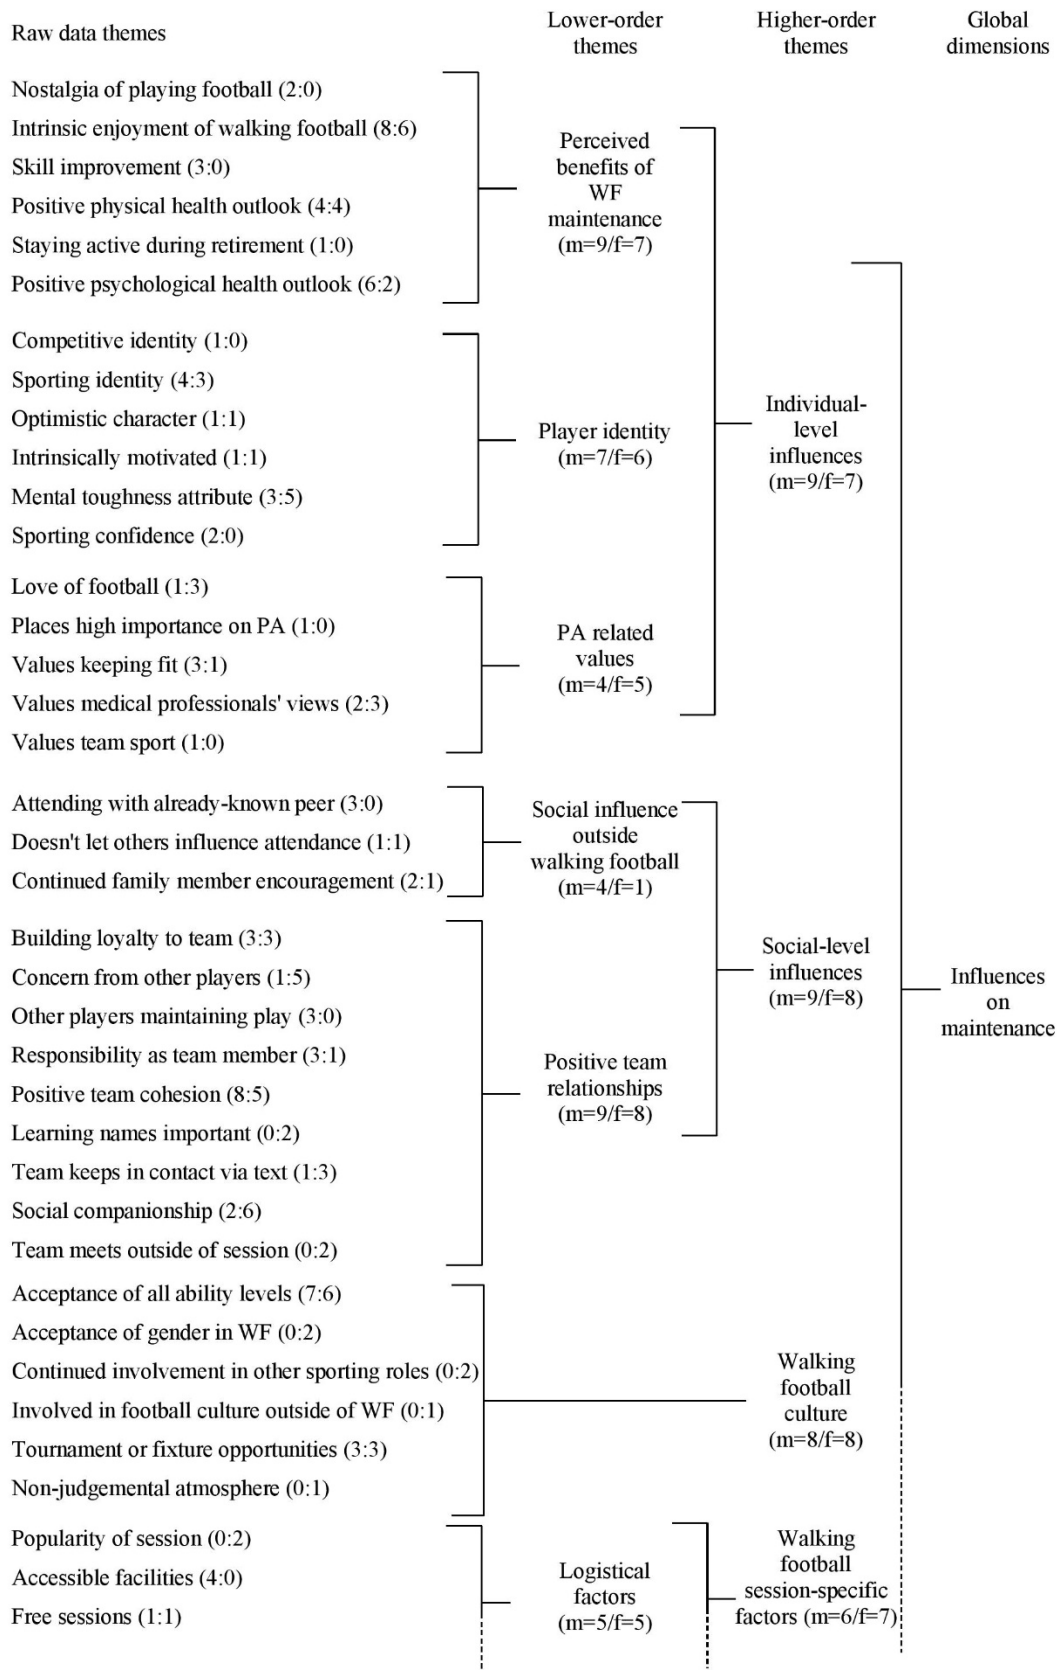 Raw data themes
Lower-order
themes
Higher-order
themes
Global
dimensions
Nostalgia of playing football (2:0)
Intrinsic enjoyment of walking football (8:6)
Skill improvement (3:0)
Positive physical health outlook (4:4)
Staying active during retirement (1:0)
Positive psychological health outlook (6:2)
Perceived
benefits of
WF
maintenance
(m=9/f=7)
Competitive identity (1:0)
Sporting identity (4:3)
Optimistic character (1:1)
Intrinsically motivated (1:1)
Mental toughness attribute (3:5)
Sporting confidence (2:0)
Player identity
(m=7/f=6)
Individual-
level
influences
(m=9/f=7)
Love of football (1:3)
Places high importance on PA (1:0)
Values keeping fit (3:1)
Values medical professionals' views (2:3)
Values team sport (1:0)
PA related
values
(m=4/f=5)
Attending with already-known peer (3:0)
Doesn't let others influence attendance (1:1)
Continued family member encouragement (2:1)
Social influence
outside
walking football
(m=4/f=1)
Building loyalty to team (3:3)
Concern from other players (1:5)
Other players maintaining play (3:0)
Responsibility as team member (3:1)
Positive team cohesion (8:5)
Learning names important (0:2)
Team keeps in contact via text (1:3)
Social companionship (2:6)
Team meets outside of session (0:2)
Positive team
relationships
(m=9/f=8)
Social-level
influences
(m=9/f=8)
Influences
on
maintenance
Acceptance of all ability levels (7:6)
Acceptance of gender in WF (0:2)
Continued involvement in other sporting roles (0:2)
Involved in football culture outside of WF (0:1)
Tournament or fixture opportunities (3:3)
Non-judgemental atmosphere (0:1)
Walking
football
culture
(m=8/f=8)
Popularity of session (0:2)
Accessible facilities (4:0)
Free sessions (1:1)
Logistical
factors
(m=5/f=5)
Walking
football
session-specific
factors (m=6/f=7)